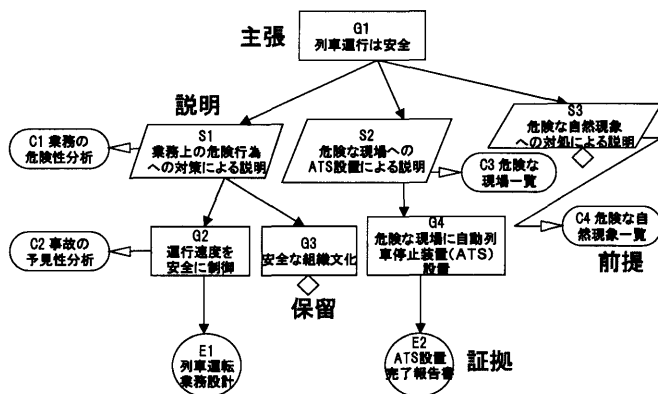 主張
G1
列車運行は安全
説明
C1 業務の
危険性分析
S1
業務上の危険行為
への対策による説明
S2
危険な現場への
ATS設置による説明
S3
危険な自然現象
への対処による説明
C3 危険な
現場一覧
C2 事故の
予見性分析
G2
運行速度を
安全に制御
G3
安全な組織文化
保留
G4
危険な現場に自動列
車停止装置(ATS)
設置
C4 危険な自
然現象一覧
前提
E1
列車運転
業務設計
E2
ATS設置
完了報告書
証拠